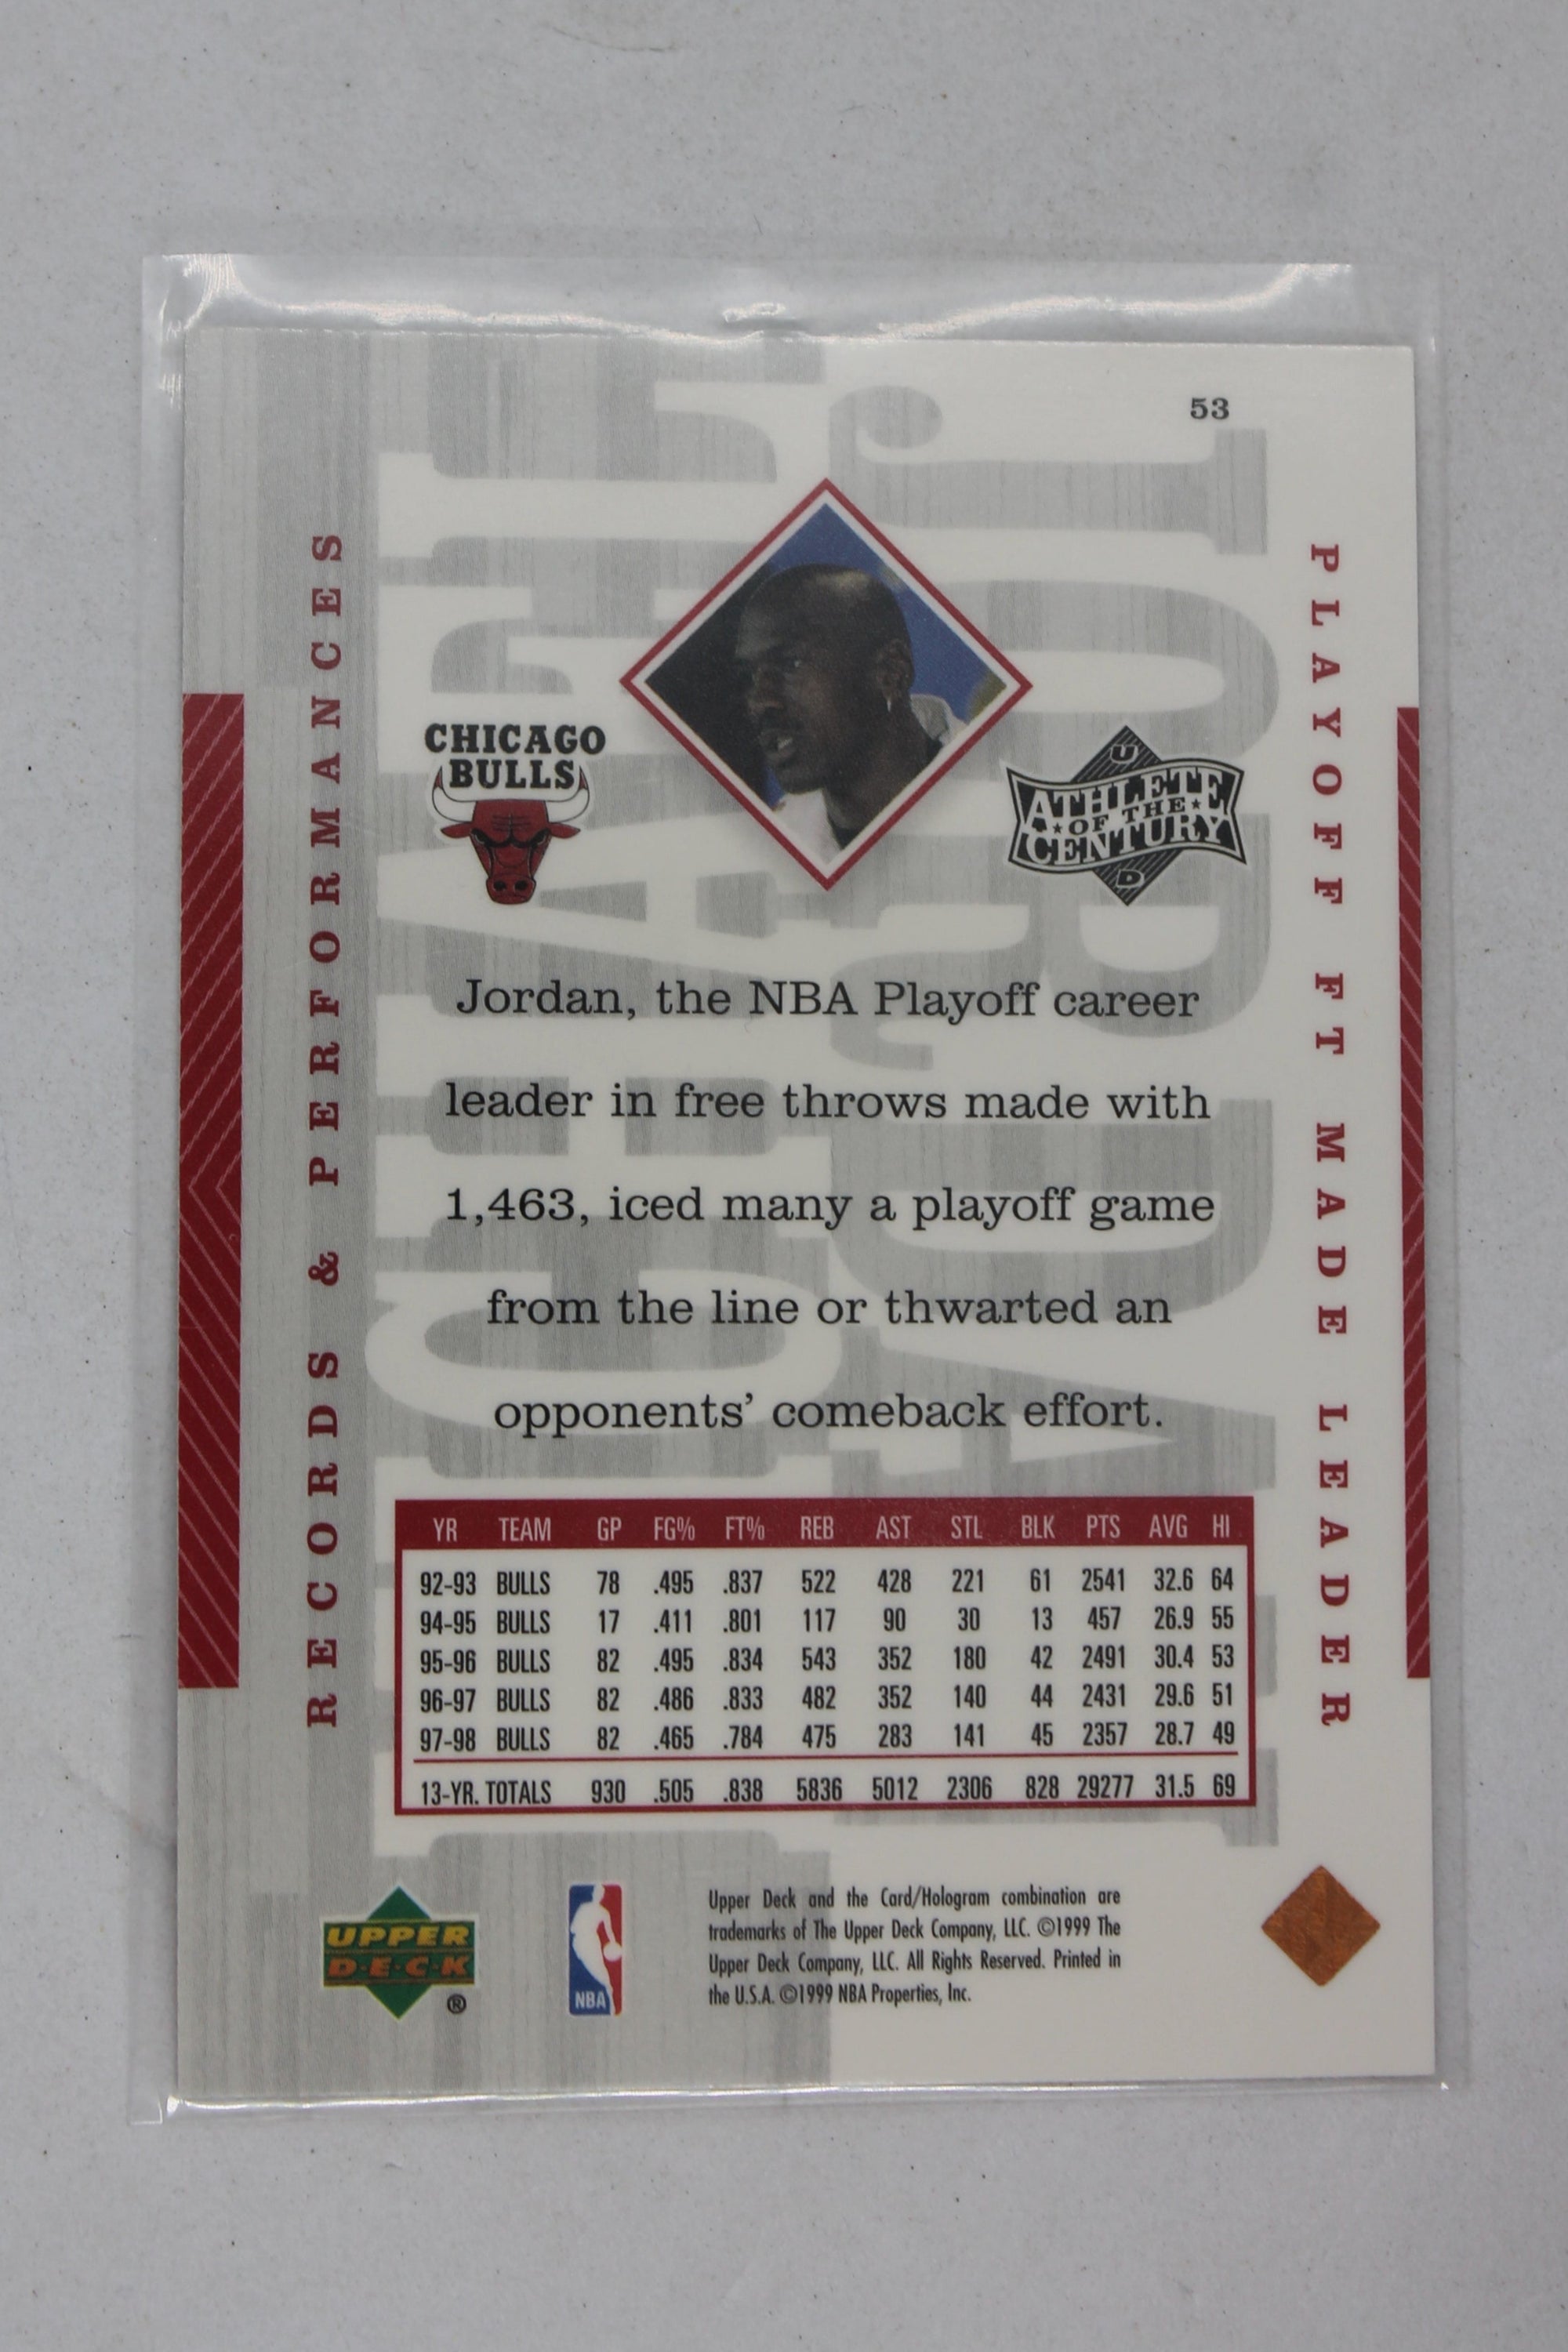 53
RECORDS & PERFORMANCES
PLAYOFF FT MADE LEADER
MICHAEL
JORDAN
CHICAGO
BULLS
U
ATHLETE
OF THE
CENTURY
D
Jordan, the NBA Playoff career
leader in free throws made with
1,463, iced many a playoff game
from the line or thwarted an
opponents' comeback effort.
YR TEAM GP FG% FT% REB AST STL BLK PTS AVG HI
92-93 BULLS 78 .495 .837 522 428 221 61 2541 32.6 64
94-95 BULLS 17 .411 .801 117 90 30 13 457 26.9 55
95-96 BULLS 82 .495 .834 543 352 180 42 2491 30.4 53
96-97 BULLS 82 .486 .833 482 352 140 44 2431 29.6 51
97-98 BULLS 82 .465 .784 475 283 141 45 2357 28.7 49
13-YR. TOTALS 930 .505 .838 5836 5012 2306 828 29277 31.5 69
UPPER
D·E·C·K
®
NBA
Upper Deck and the Card/Hologram combination are
trademarks of The Upper Deck Company, LLC. ©1999 The
Upper Deck Company, LLC. All Rights Reserved. Printed in
the U.S.A. ©1999 NBA Properties, Inc.